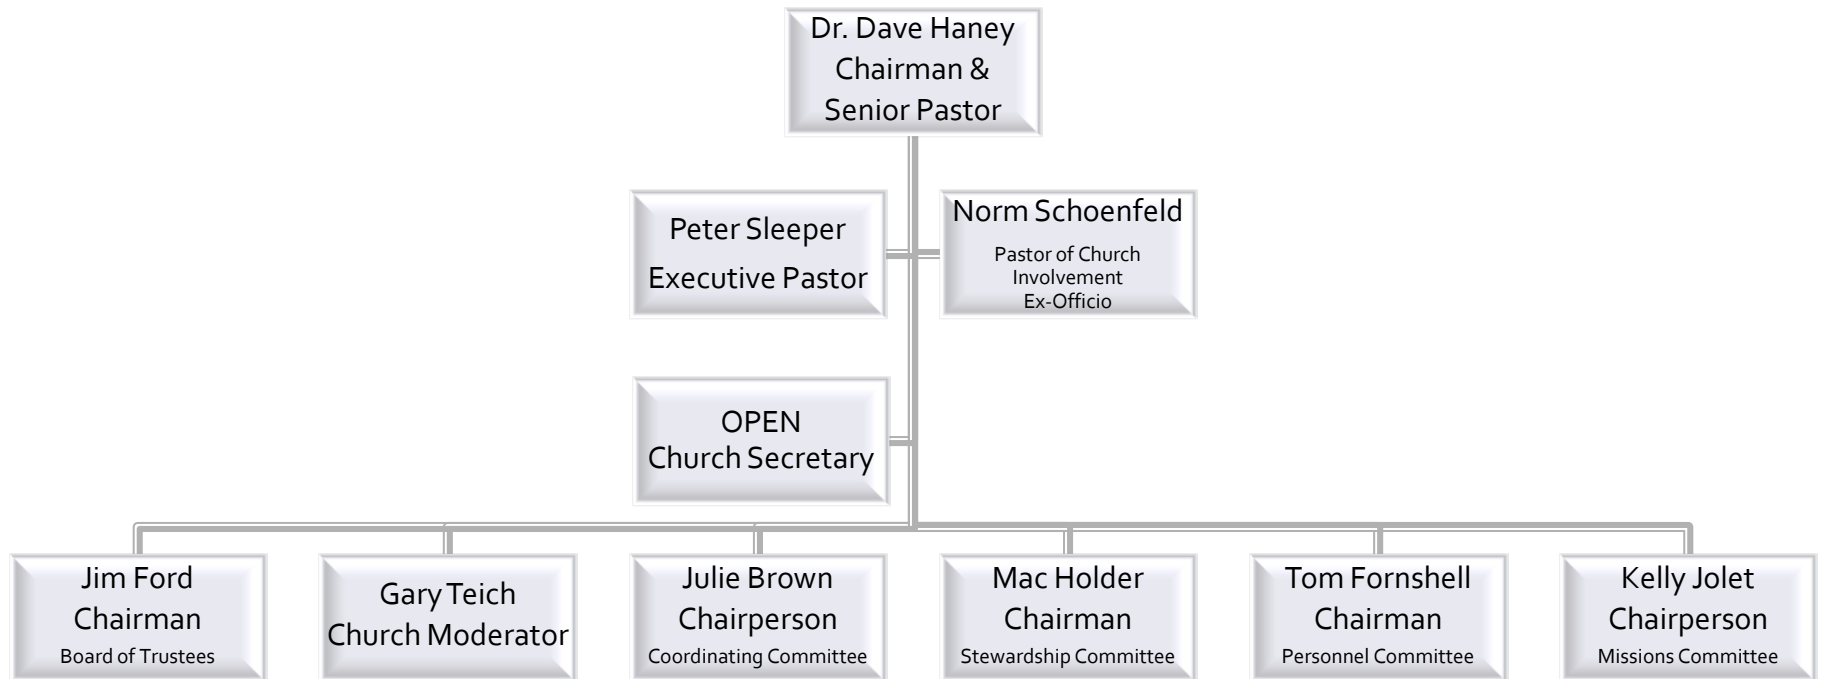 Dr. Dave Haney
Chairman &
Senior Pastor
Peter Sleeper
Executive Pastor
Norm Schoenfeld
Pastor of Church
Involvement
Ex-Officio
OPEN
Church Secretary
Jim Ford
Chairman
Board of Trustees
Gary Teich
Church Moderator
Julie Brown
Chairperson
Coordinating Committee
Mac Holder
Chairman
Stewardship Committee
Tom Fornshell
Chairman
Personnel Committee
Kelly Jolet
Chairperson
Missions Committee